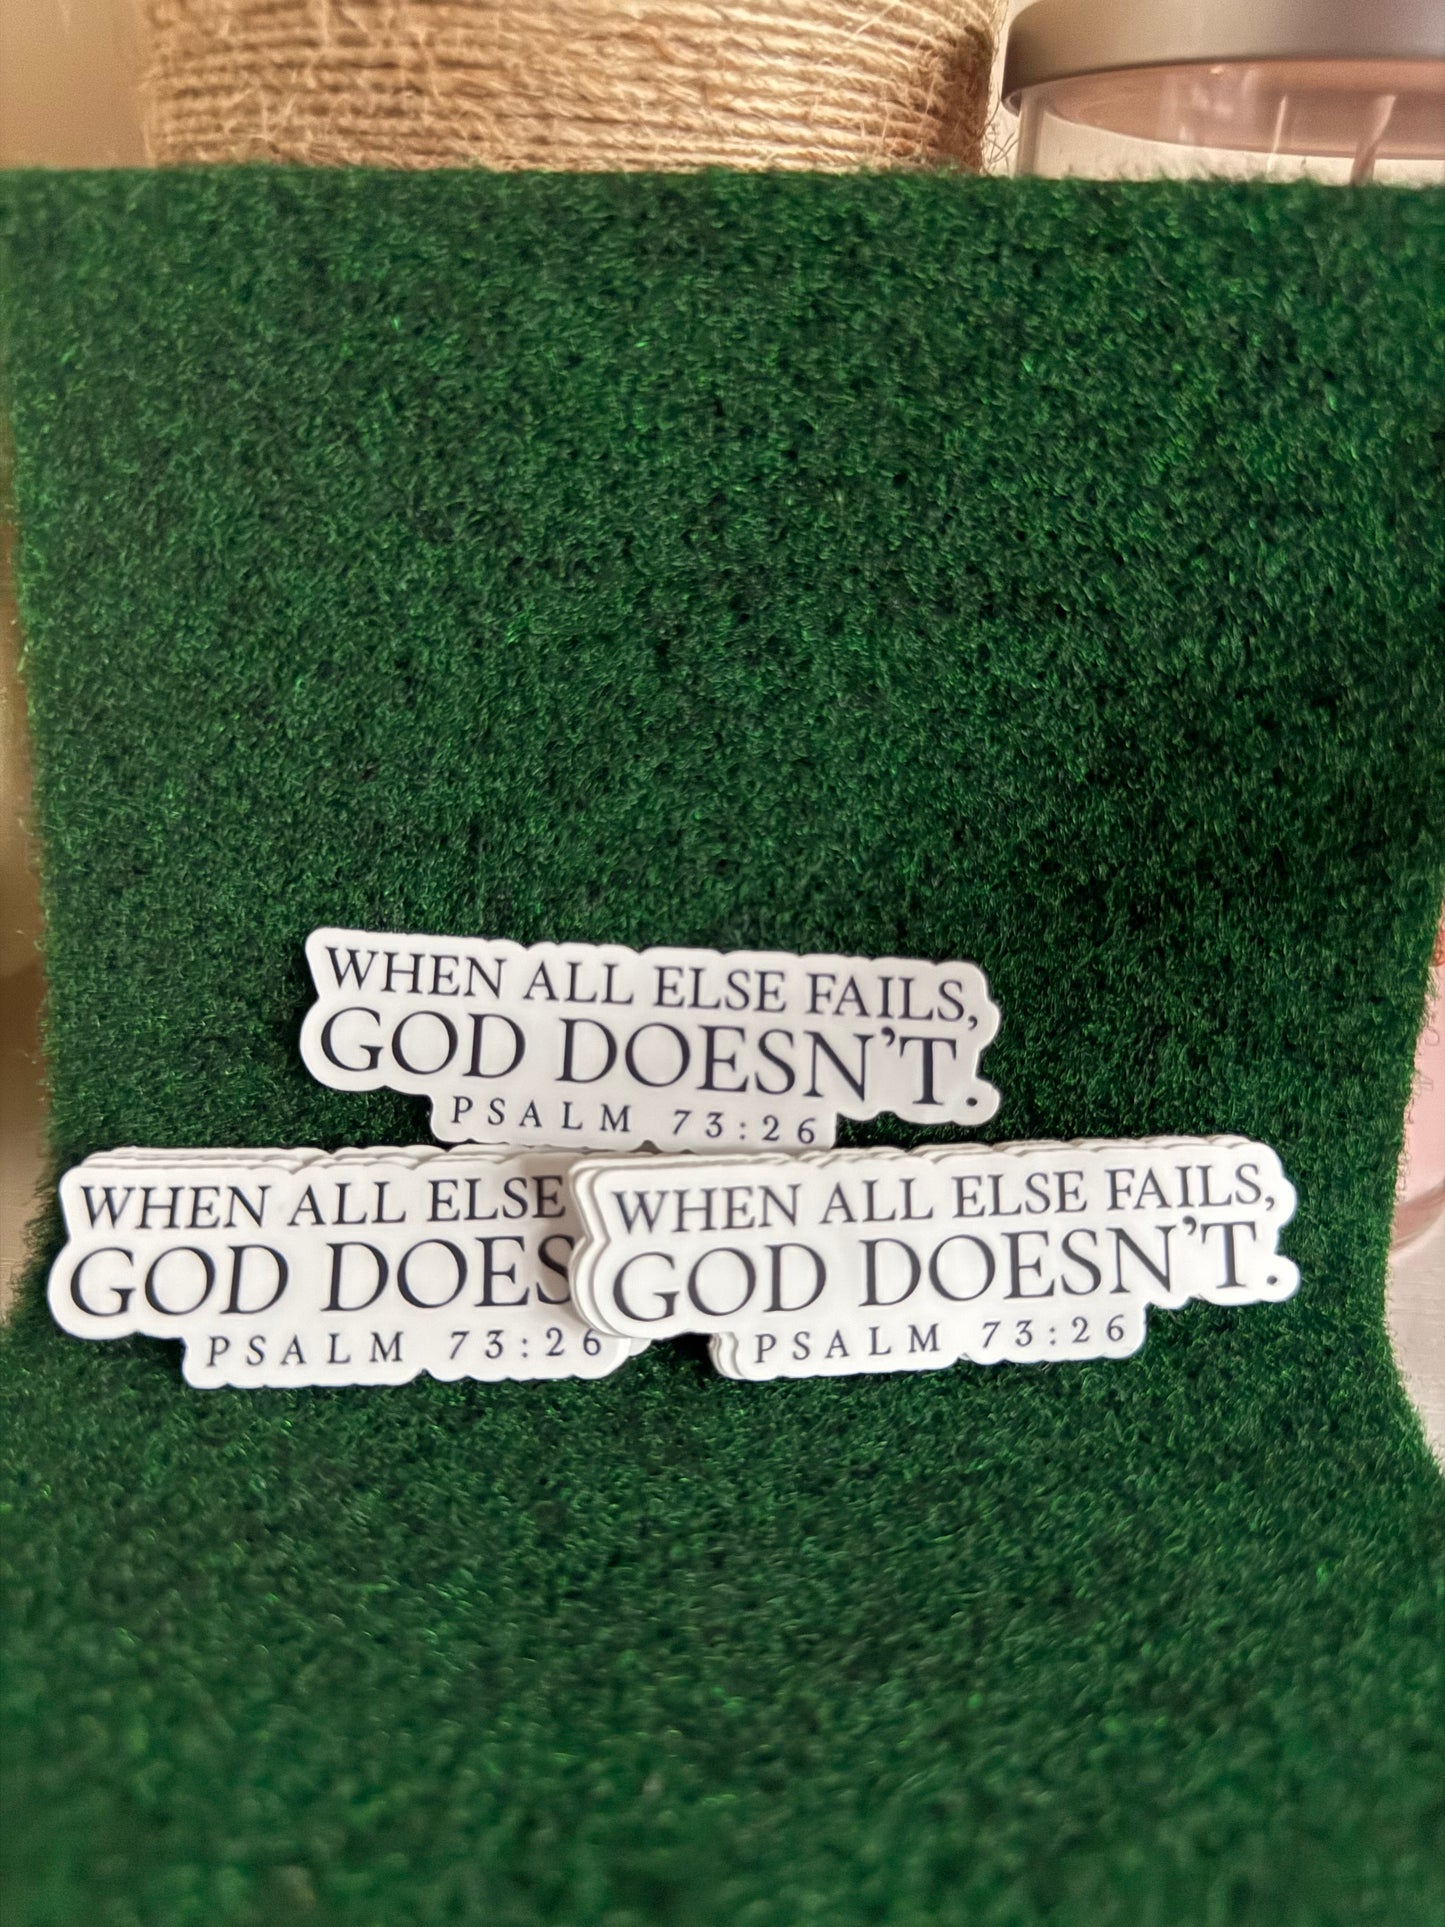 WHEN ALL ELSE FAILS,
GOD DOESN'T.
PSALM 73:26
WHEN ALL ELSE
GOD DOES
PSALM 73:26
WHEN ALL ELSE FAILS,
GOD DOESN'T.
PSALM 73:26